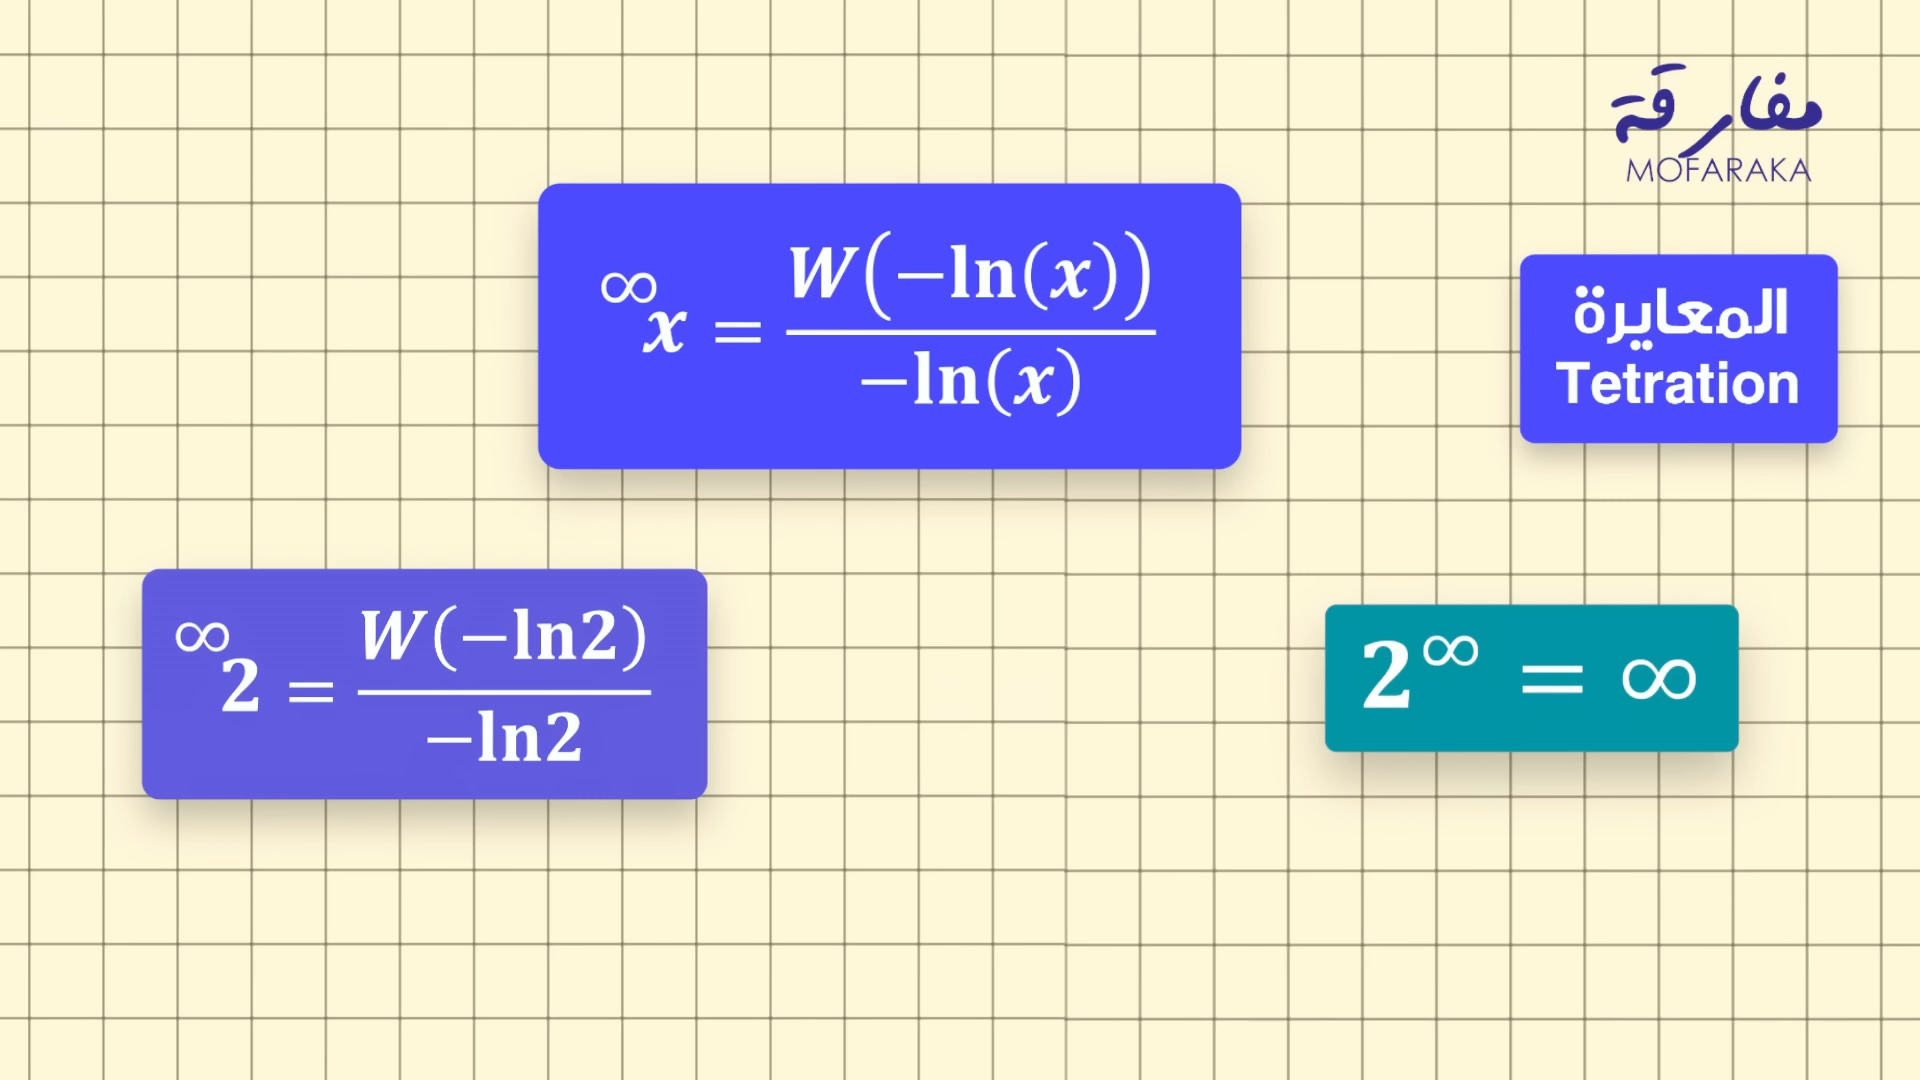 مفارقة
MOFARAKA
∞x = W(−ln(x)) / −ln(x)
المعايرة
Tetration
∞2 = W(−ln2) / −ln2
2^∞ = ∞